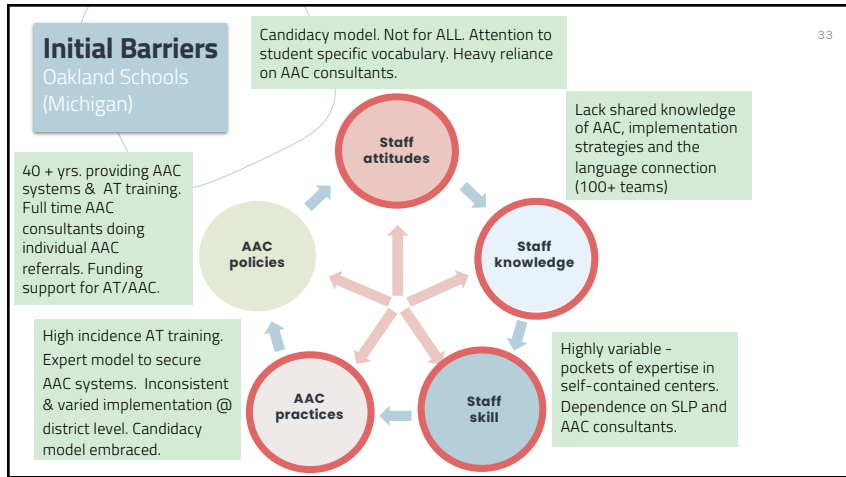 Initial Barriers
Oakland Schools
(Michigan)
Candidacy model. Not for ALL. Attention to
student specific vocabulary. Heavy reliance
on AAC consultants.
33
Staff
attitudes
Lack shared knowledge
of AAC, implementation
strategies and the
language connection
(100+ teams)
40 + yrs. providing AAC
systems & AT training.
Full time AAC
consultants doing
individual AAC
referrals. Funding
support for AT/AAC.
AAC
policies
Staff
knowledge
High incidence AT training.
Expert model to secure
AAC systems. Inconsistent
& varied implementation @
district level. Candidacy
model embraced.
AAC
practices
Staff
skill
Highly variable -
pockets of expertise in
self-contained centers.
Dependence on SLP and
AAC consultants.